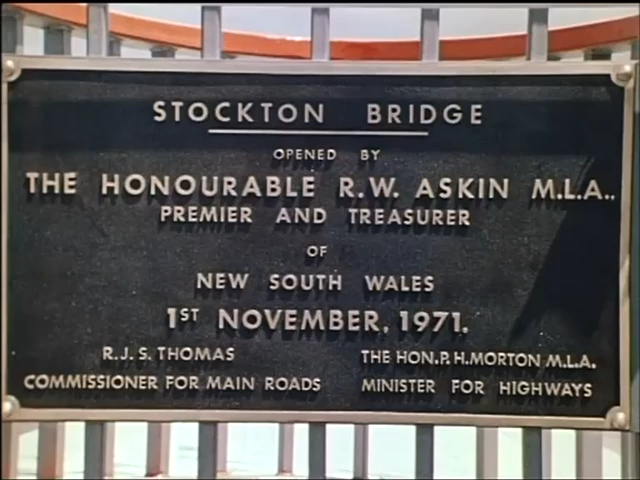 STOCKTON BRIDGE
OPENED BY
THE HONOURABLE R.W. ASKIN M.L.A.,
PREMIER AND TREASURER
OF
NEW SOUTH WALES
1ST NOVEMBER, 1971.
R.J.S. THOMAS THE HON. P.H. MORTON M.L.A.
COMMISSIONER FOR MAIN ROADS MINISTER FOR HIGHWAYS